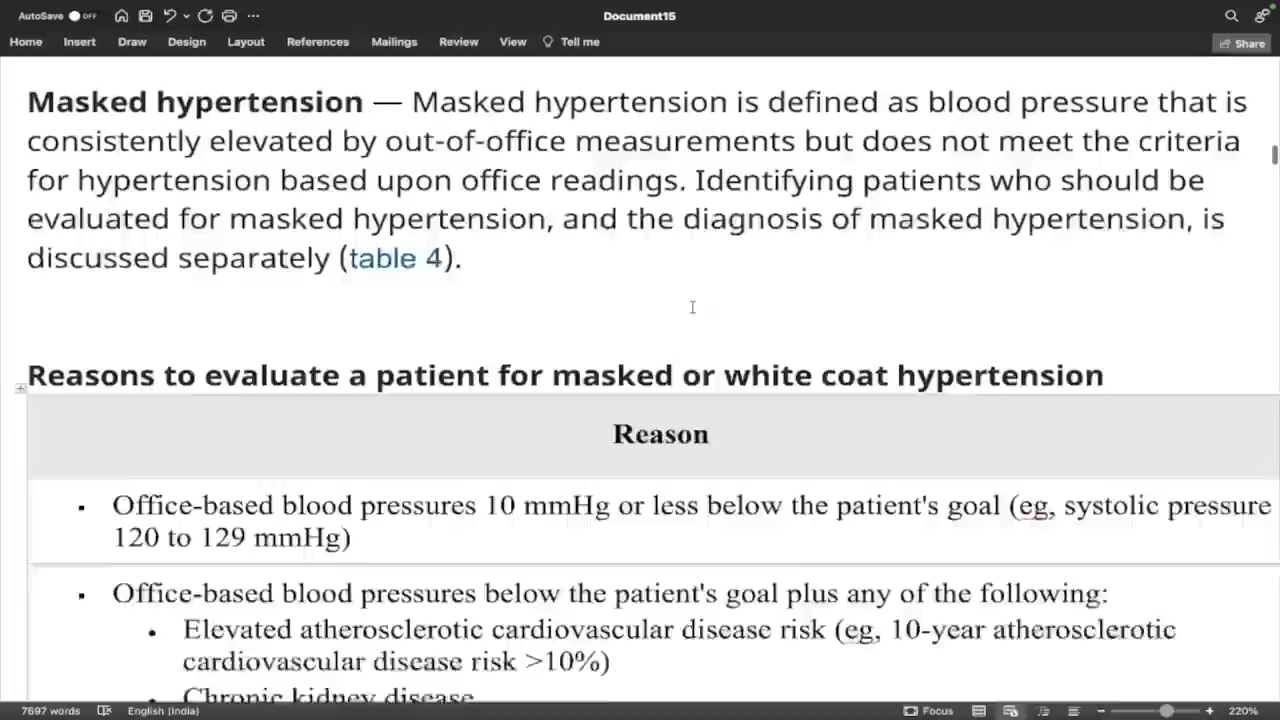 AutoSave OFF
Document15
Home Insert Draw Design Layout References Mailings Review View Tell me
Share
Masked hypertension — Masked hypertension is defined as blood pressure that is
consistently elevated by out-of-office measurements but does not meet the criteria
for hypertension based upon office readings. Identifying patients who should be
evaluated for masked hypertension, and the diagnosis of masked hypertension, is
discussed separately (table 4).
Reasons to evaluate a patient for masked or white coat hypertension
Reason
▪ Office-based blood pressures 10 mmHg or less below the patient's goal (eg, systolic pressure
120 to 129 mmHg)
▪ Office-based blood pressures below the patient's goal plus any of the following:
• Elevated atherosclerotic cardiovascular disease risk (eg, 10-year atherosclerotic
cardiovascular disease risk >10%)
• Chronic kidney disease
7697 words English (India) Focus 220%